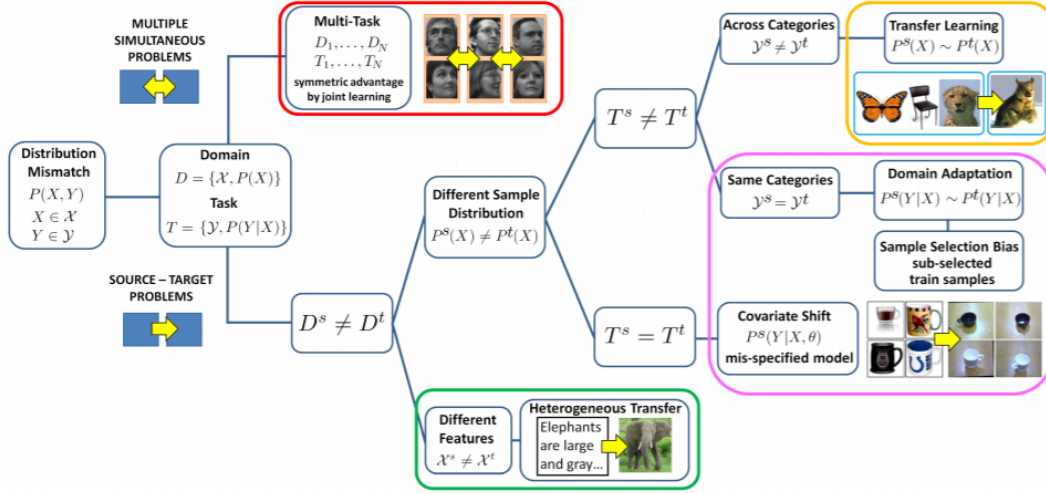 MULTIPLE
SIMULTANEOUS
PROBLEMS
Multi-Task
D₁, . . . , D_N
T₁, . . . , T_N
symmetric advantage
by joint learning
Across Categories
𝒴ˢ ≠ 𝒴ᵗ
Transfer Learning
Pˢ(X) ∼ Pᵗ(X)
Distribution
Mismatch
P(X, Y)
X ∈ 𝒳
Y ∈ 𝒴
Domain
D = {𝒳, P(X)}
Task
T = {𝒴, P(Y|X)}
Different Sample
Distribution
Pˢ(X) ≠ Pᵗ(X)
Tˢ ≠ Tᵗ
Same Categories
𝒴ˢ = 𝒴ᵗ
Domain Adaptation
Pˢ(Y|X) ∼ Pᵗ(Y|X)
Sample Selection Bias
sub-selected
train samples
SOURCE – TARGET
PROBLEMS
Dˢ ≠ Dᵗ
Tˢ = Tᵗ
Covariate Shift
Pˢ(Y|X, θ)
mis-specified model
Different
Features
𝒳ˢ ≠ 𝒳ᵗ
Heterogeneous Transfer
Elephants
are large
and gray...